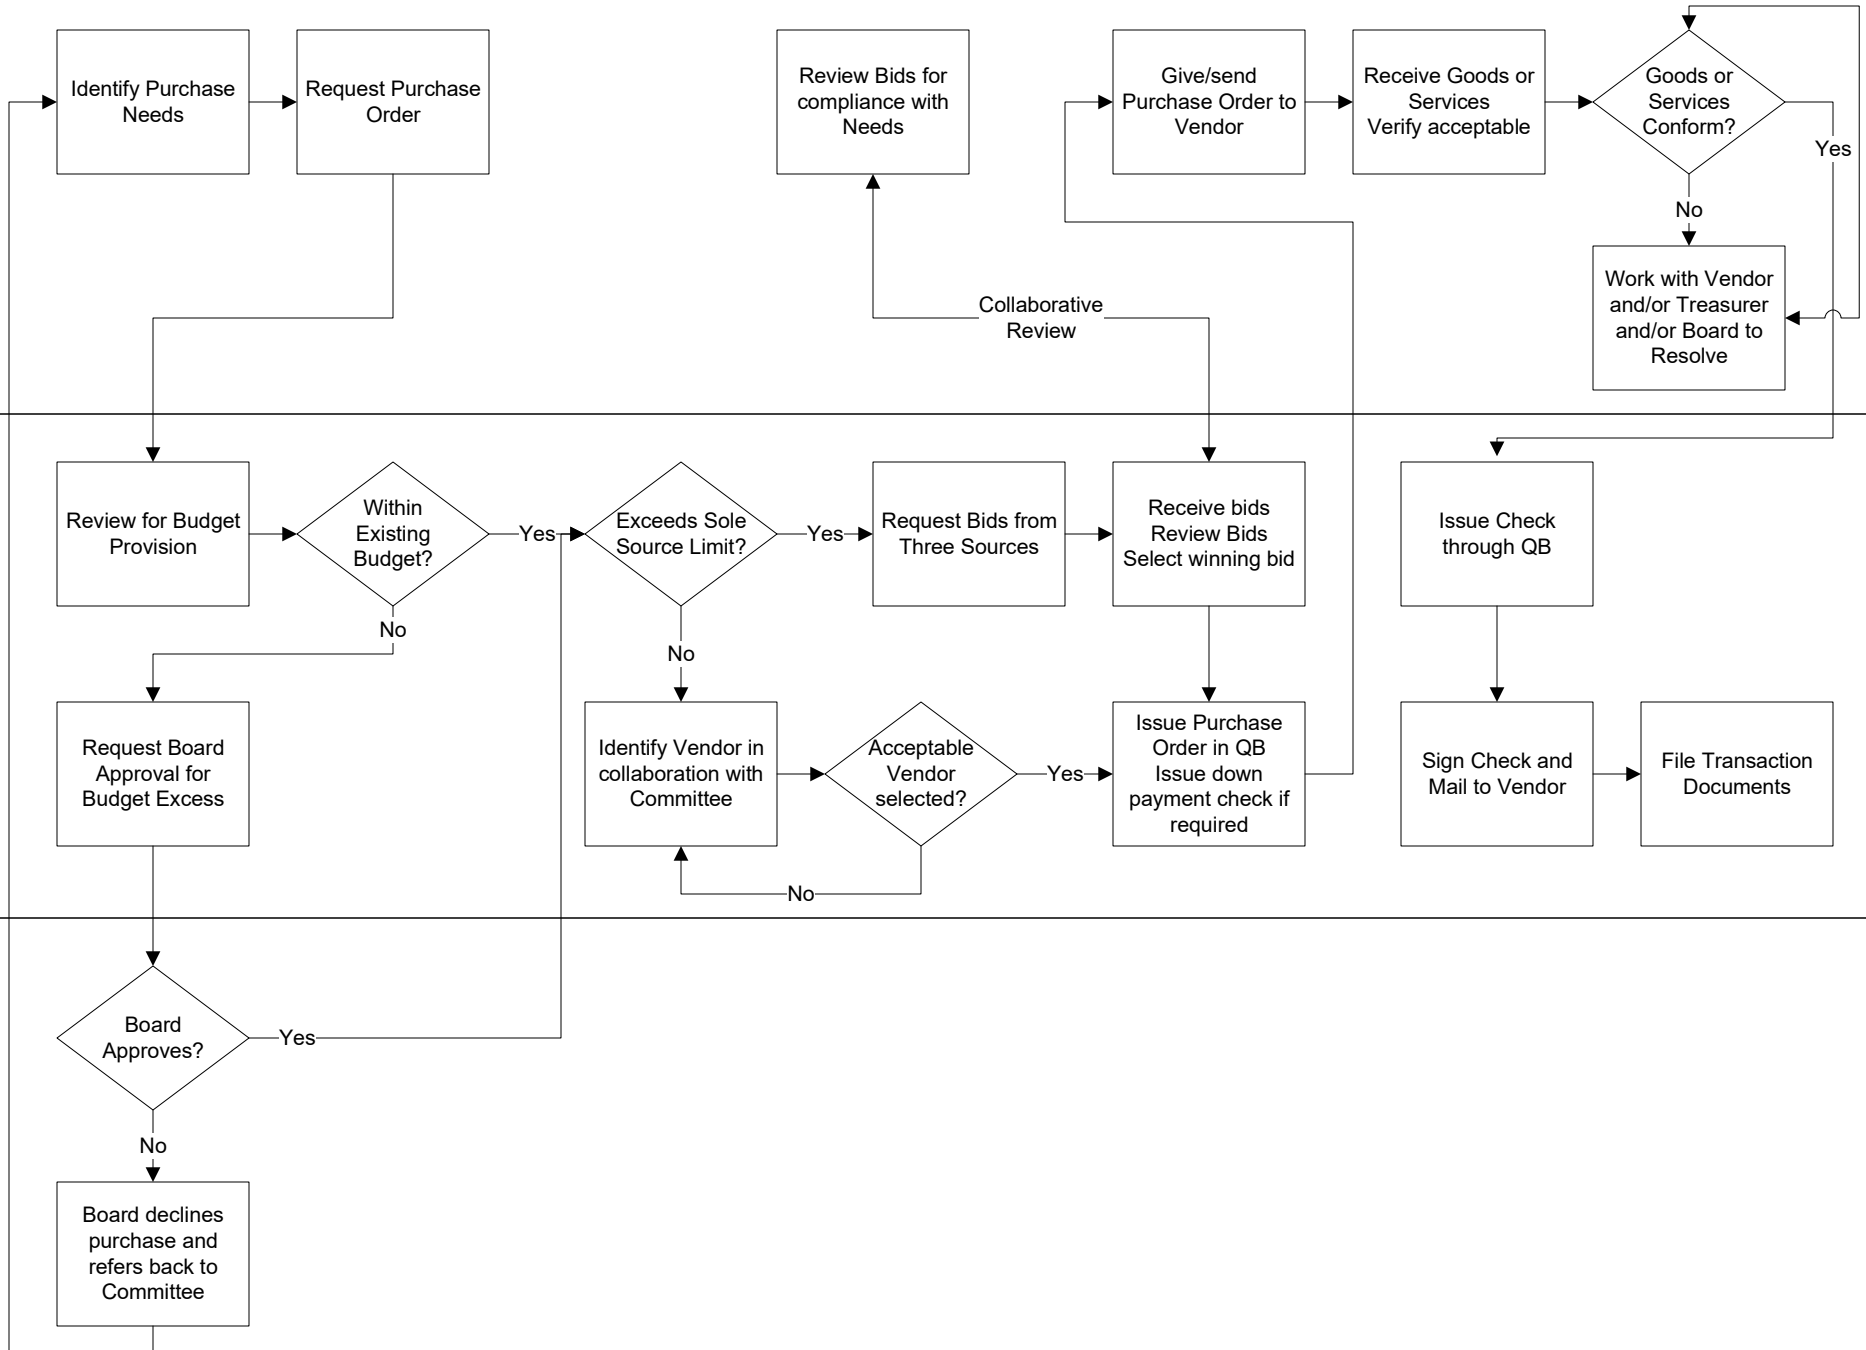 Identify Purchase
Needs
Request Purchase
Order
Review Bids for
compliance with
Needs
Give/send
Purchase Order to
Vendor
Receive Goods or
Services
Verify acceptable
Goods or
Services
Conform?
Yes
No
Work with Vendor
and/or Treasurer
and/or Board to
Resolve
Collaborative
Review
Review for Budget
Provision
Within
Existing
Budget?
Yes
Exceeds Sole
Source Limit?
Yes
Request Bids from
Three Sources
Receive bids
Review Bids
Select winning bid
Issue Check
through QB
No
No
Request Board
Approval for
Budget Excess
Identify Vendor in
collaboration with
Committee
Acceptable
Vendor
selected?
Yes
Issue Purchase
Order in QB
Issue down
payment check if
required
Sign Check and
Mail to Vendor
File Transaction
Documents
No
Board
Approves?
Yes
No
Board declines
purchase and
refers back to
Committee